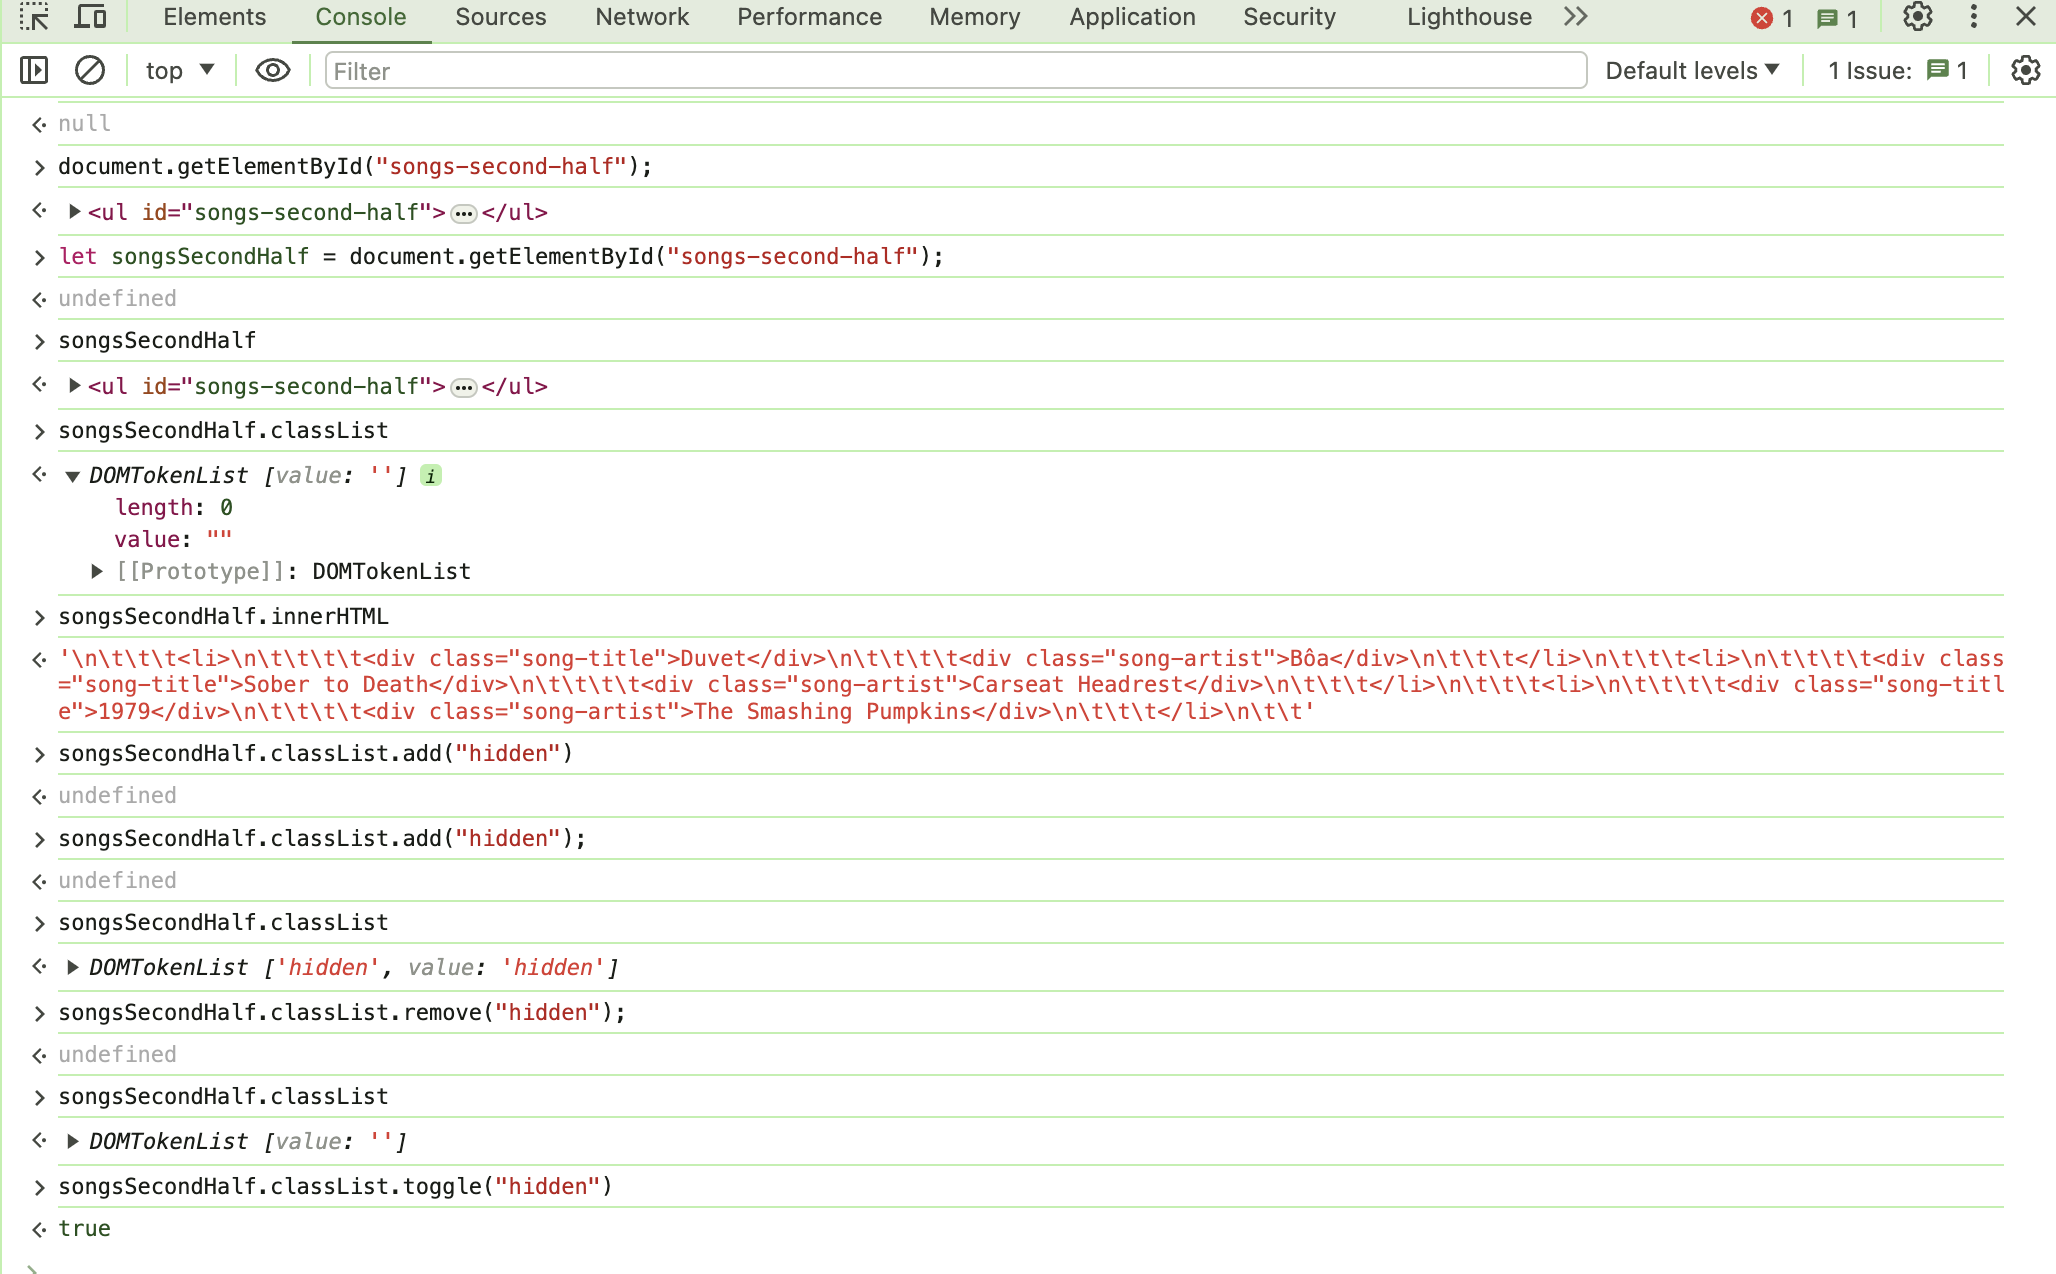 Elements Console Sources Network Performance Memory Application Security Lighthouse 1 1
top Filter Default levels 1 Issue: 1
null
document.getElementById("songs-second-half");
<ul id="songs-second-half">…</ul>
let songsSecondHalf = document.getElementById("songs-second-half");
undefined
songsSecondHalf
<ul id="songs-second-half">…</ul>
songsSecondHalf.classList
DOMTokenList [value: ''] i
length: 0
value: ""
[[Prototype]]: DOMTokenList
songsSecondHalf.innerHTML
'\n\t\t\t<li>\n\t\t\t\t<div class="song-title">Duvet</div>\n\t\t\t\t<div class="song-artist">Bôa</div>\n\t\t\t</li>\n\t\t\t<li>\n\t\t\t\t<div class
="song-title">Sober to Death</div>\n\t\t\t\t<div class="song-artist">Carseat Headrest</div>\n\t\t\t</li>\n\t\t\t<li>\n\t\t\t\t<div class="song-titl
e">1979</div>\n\t\t\t\t<div class="song-artist">The Smashing Pumpkins</div>\n\t\t\t</li>\n\t\t'
songsSecondHalf.classList.add("hidden")
undefined
songsSecondHalf.classList.add("hidden");
undefined
songsSecondHalf.classList
DOMTokenList ['hidden', value: 'hidden']
songsSecondHalf.classList.remove("hidden");
undefined
songsSecondHalf.classList
DOMTokenList [value: '']
songsSecondHalf.classList.toggle("hidden")
true